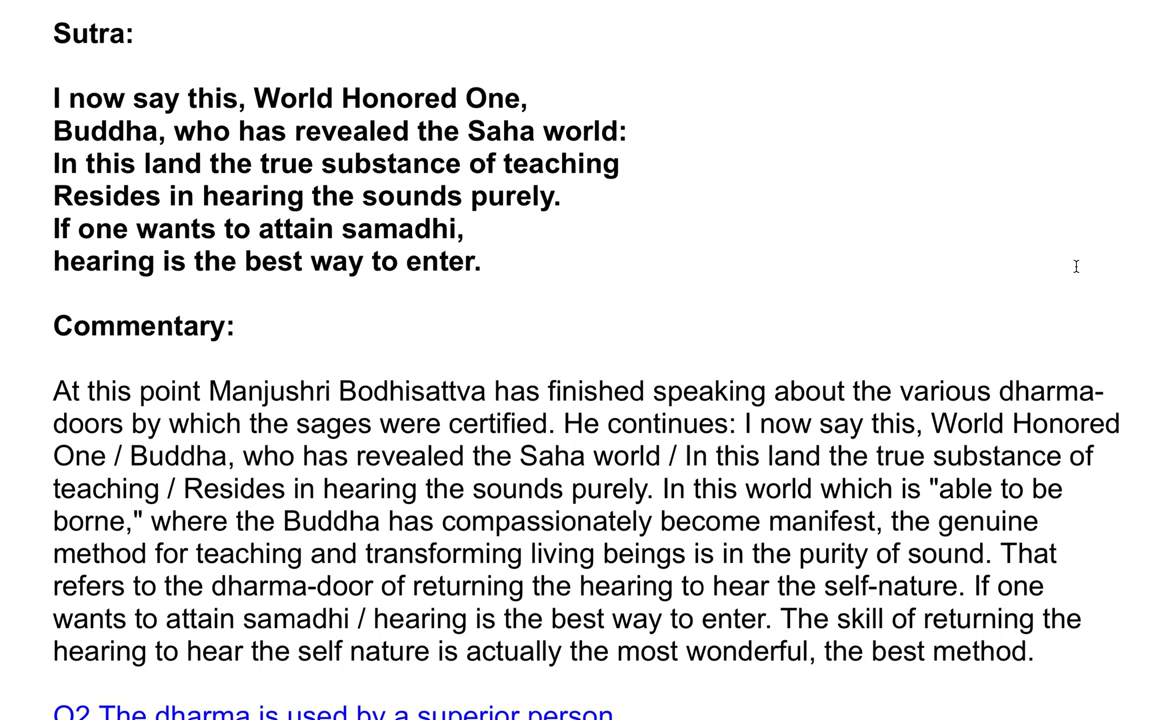 Sutra:
I now say this, World Honored One,
Buddha, who has revealed the Saha world:
In this land the true substance of teaching
Resides in hearing the sounds purely.
If one wants to attain samadhi,
hearing is the best way to enter.
Commentary:
At this point Manjushri Bodhisattva has finished speaking about the various dharma-
doors by which the sages were certified. He continues: I now say this, World Honored
One / Buddha, who has revealed the Saha world / In this land the true substance of
teaching / Resides in hearing the sounds purely. In this world which is "able to be
borne," where the Buddha has compassionately become manifest, the genuine
method for teaching and transforming living beings is in the purity of sound. That
refers to the dharma-door of returning the hearing to hear the self-nature. If one
wants to attain samadhi / hearing is the best way to enter. The skill of returning the
hearing to hear the self nature is actually the most wonderful, the best method.
O2 The dharma is used by a superior person